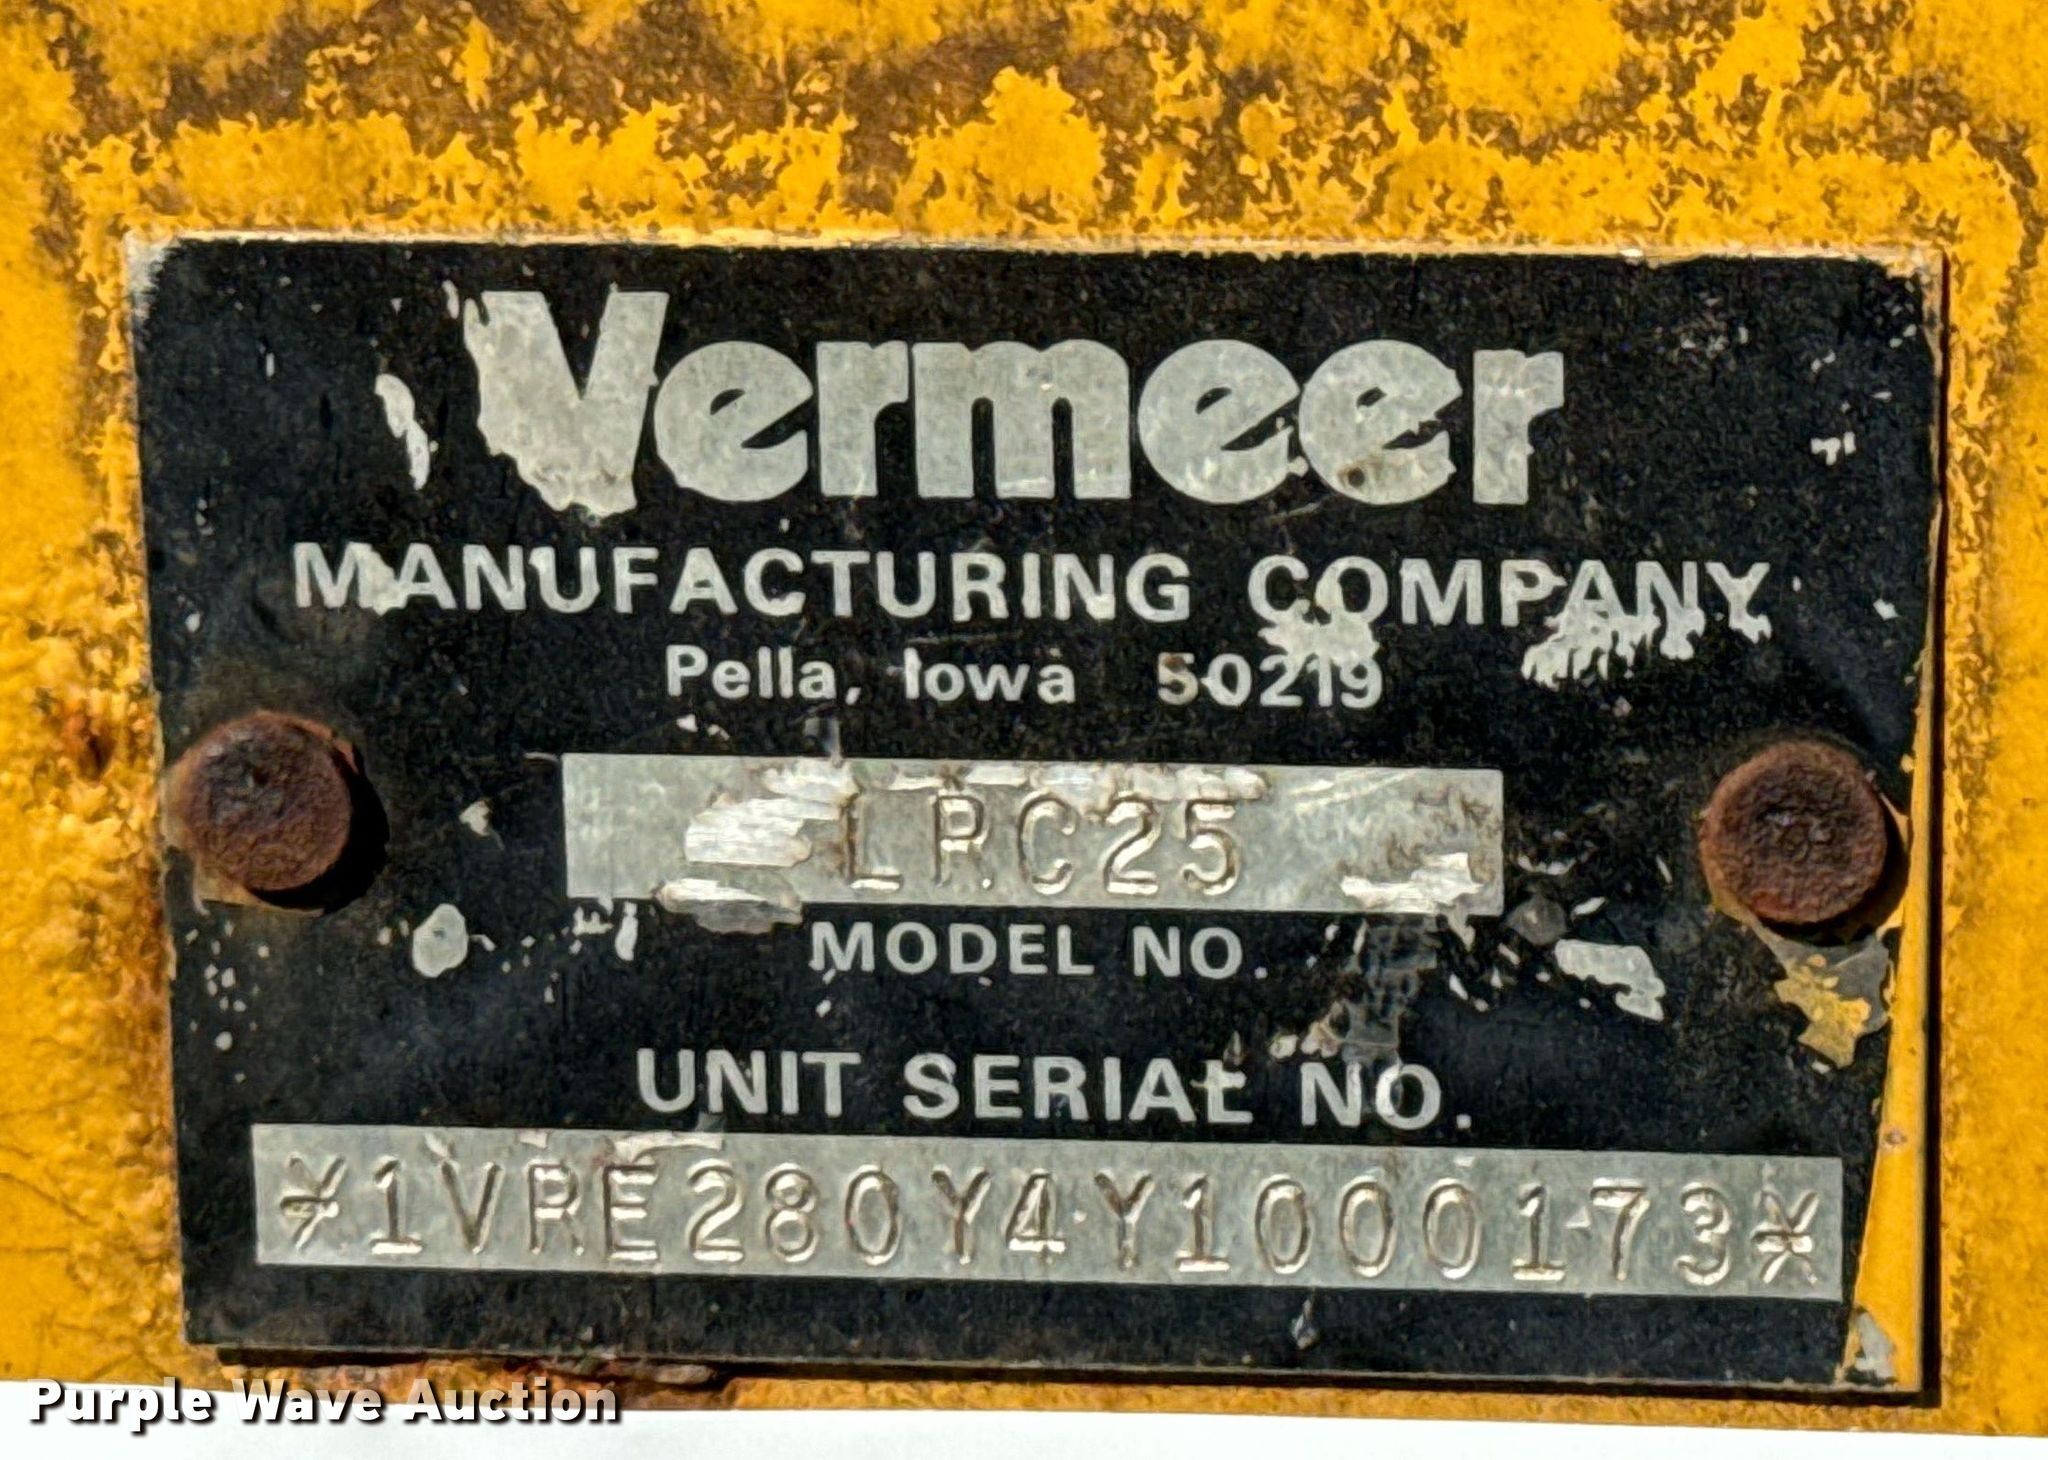 Vermeer
MANUFACTURING COMPANY
Pella, Iowa 50219
LRC25
MODEL NO.
UNIT SERIAL NO.
*1VRE280Y4Y1000173*
Purple Wave Auction